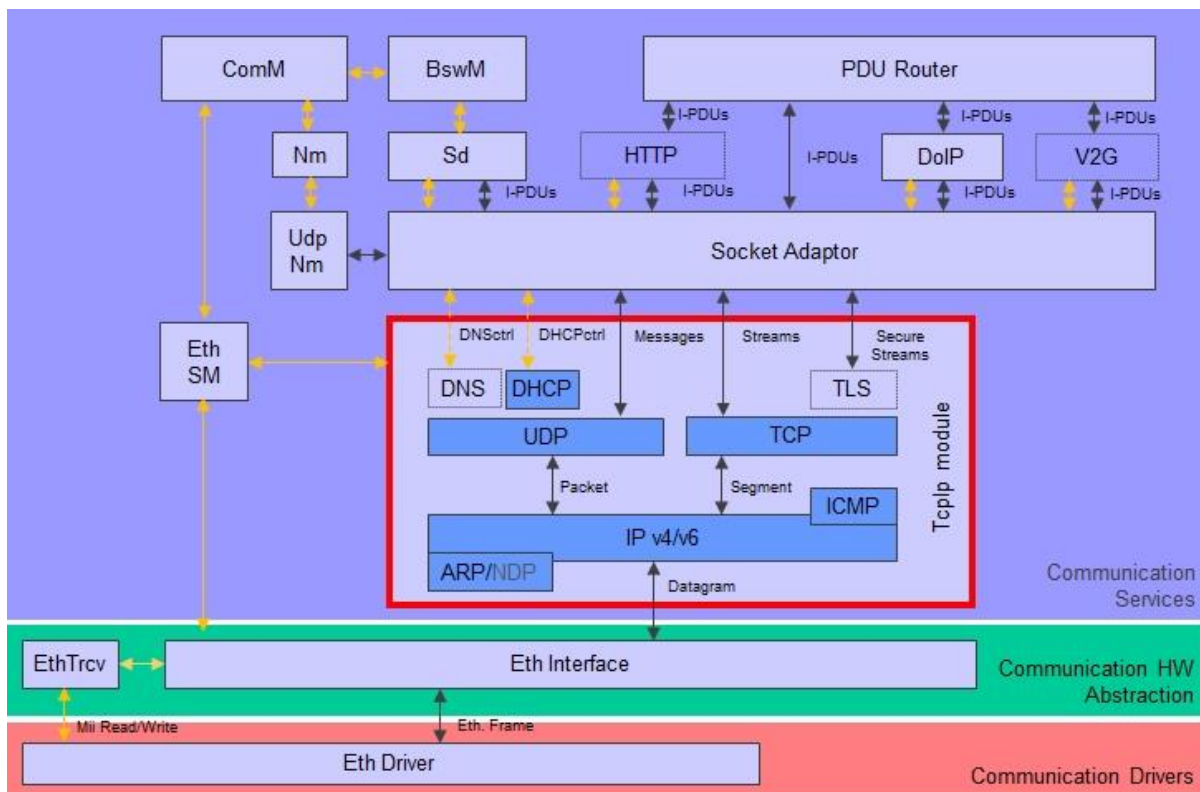 ComM
BswM
PDU Router
I-PDUs
I-PDUs
I-PDUs
Nm
Sd
HTTP
I-PDUs
DoIP
V2G
I-PDUs
I-PDUs
I-PDUs
I-PDUs
Udp
Nm
Socket Adaptor
DNSctrl
DHCPctrl
Messages
Streams
Secure
Streams
Eth
SM
DNS
DHCP
TLS
UDP
TCP
TcpIp module
Packet
Segment
ICMP
IP v4/v6
ARP/NDP
Datagram
Communication
Services
EthTrcv
Eth Interface
Communication HW
Abstraction
Mii Read/Write
Eth. Frame
Eth Driver
Communication Drivers